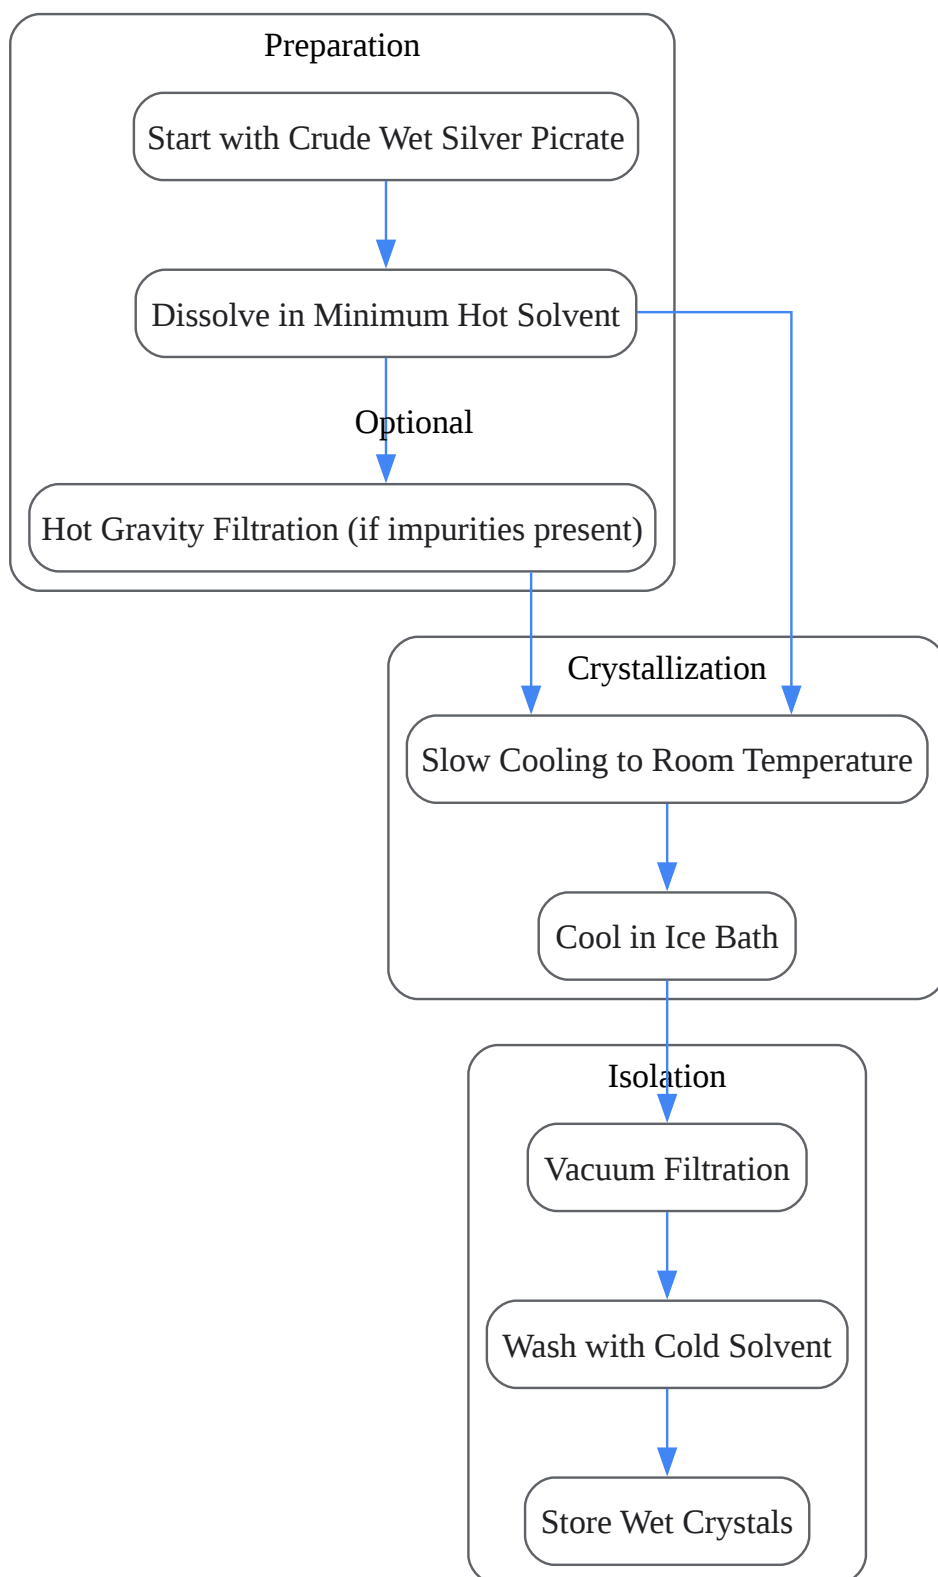 Preparation
Start with Crude Wet Silver Picrate
Dissolve in Minimum Hot Solvent
Optional
Hot Gravity Filtration (if impurities present)
Crystallization
Slow Cooling to Room Temperature
Cool in Ice Bath
Isolation
Vacuum Filtration
Wash with Cold Solvent
Store Wet Crystals